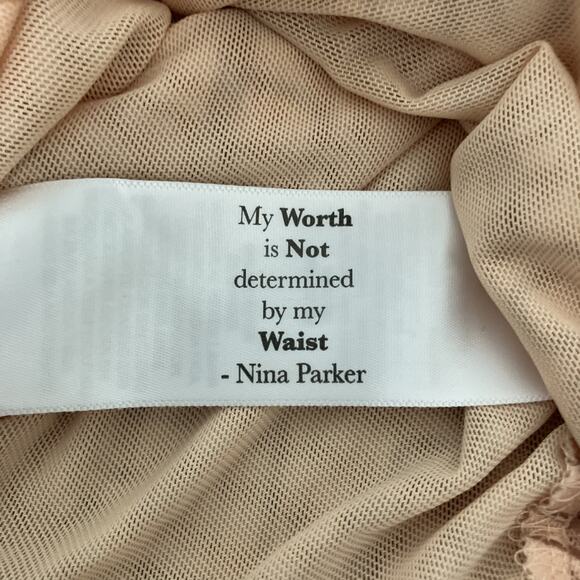 My Worth
is Not
determined
by my
Waist
- Nina Parker